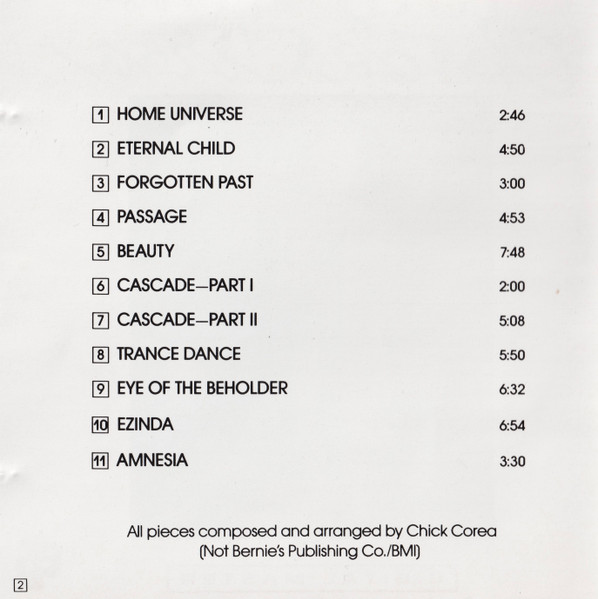 1 HOME UNIVERSE 2:46
2 ETERNAL CHILD 4:50
3 FORGOTTEN PAST 3:00
4 PASSAGE 4:53
5 BEAUTY 7:48
6 CASCADE—PART I 2:00
7 CASCADE—PART II 5:08
8 TRANCE DANCE 5:50
9 EYE OF THE BEHOLDER 6:32
10 EZINDA 6:54
11 AMNESIA 3:30
All pieces composed and arranged by Chick Corea
(Not Bernie's Publishing Co./BMI)
2